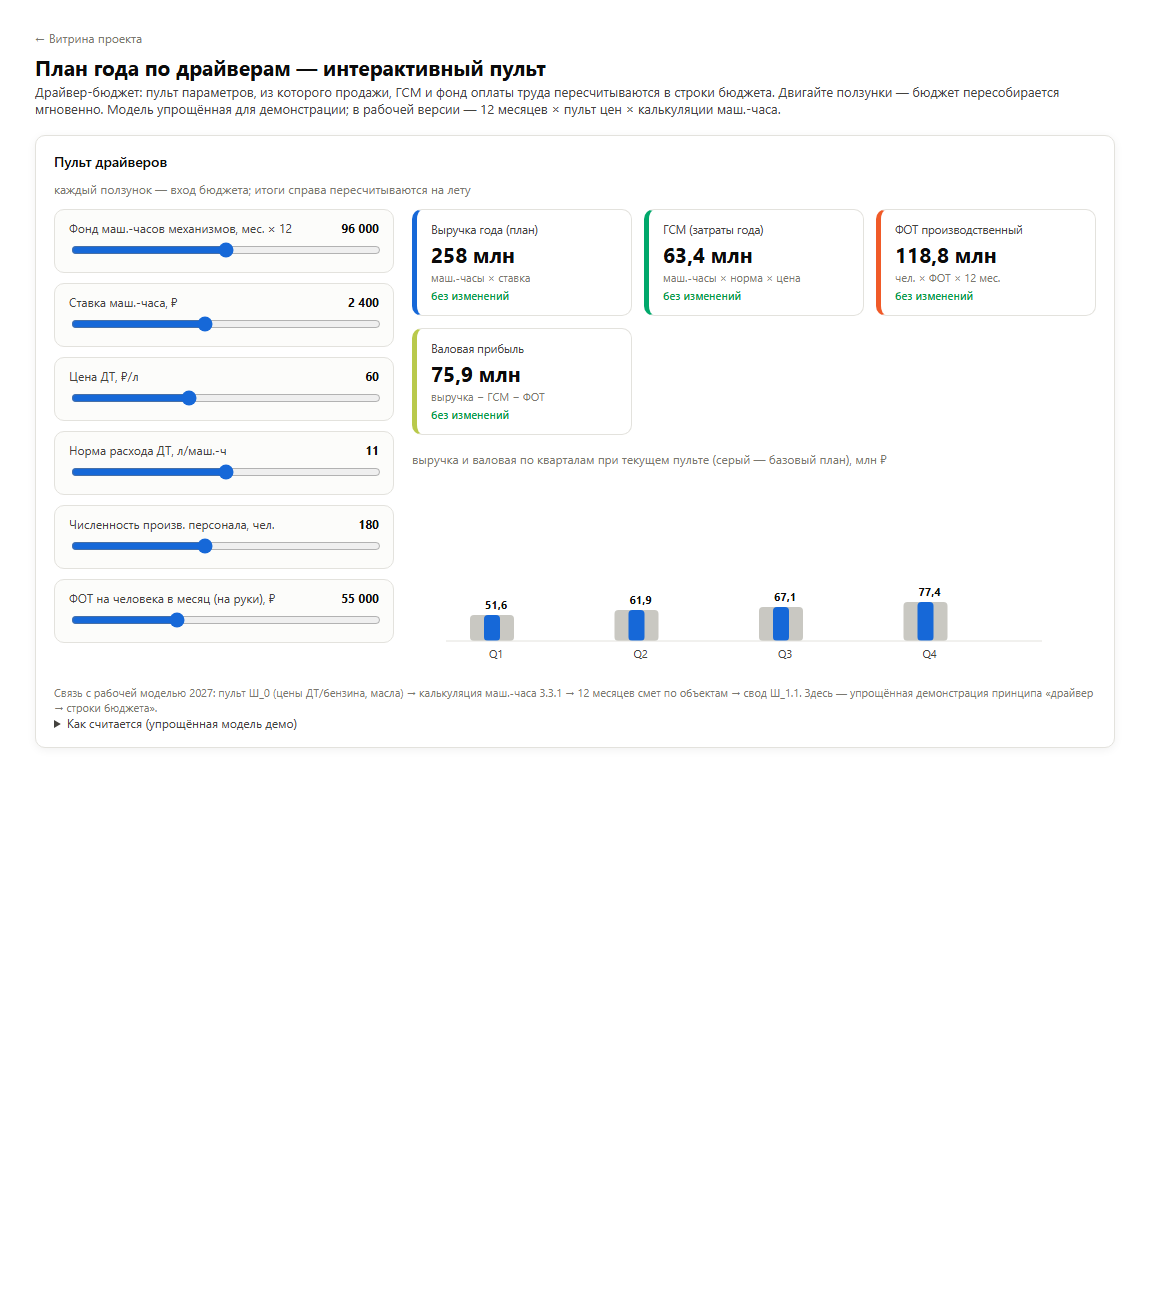 ← Витрина проекта
План года по драйверам — интерактивный пульт
Драйвер-бюджет: пульт параметров, из которого продажи, ГСМ и фонд оплаты труда пересчитываются в строки бюджета. Двигайте ползунки — бюджет пересобирается
мгновенно. Модель упрощённая для демонстрации; в рабочей версии — 12 месяцев × пульт цен × калькуляции маш.-часа.
Пульт драйверов
каждый ползунок — вход бюджета; итоги справа пересчитываются на лету
Фонд маш.-часов механизмов, мес. × 12 96 000
Ставка маш.-часа, ₽ 2 400
Цена ДТ, ₽/л 60
Норма расхода ДТ, л/маш.-ч 11
Численность произв. персонала, чел. 180
ФОТ на человека в месяц (на руки), ₽ 55 000
Выручка года (план)
258 млн
маш.-часы × ставка
без изменений
ГСМ (затраты года)
63,4 млн
маш.-часы × норма × цена
без изменений
ФОТ производственный
118,8 млн
чел. × ФОТ × 12 мес.
без изменений
Валовая прибыль
75,9 млн
выручка − ГСМ − ФОТ
без изменений
выручка и валовая по кварталам при текущем пульте (серый — базовый план), млн ₽
51,6 61,9 67,1 77,4
Q1 Q2 Q3 Q4
Связь с рабочей моделью 2027: пульт Ш_0 (цены ДТ/бензина, масла) → калькуляция маш.-часа 3.3.1 → 12 месяцев смет по объектам → свод Ш_1.1. Здесь — упрощённая демонстрация принципа «драйвер
→ строки бюджета».
▶ Как считается (упрощённая модель демо)